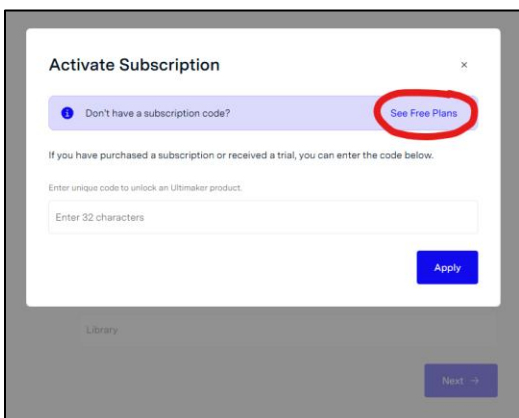 Activate Subscription ×
Don't have a subscription code? See Free Plans
If you have purchased a subscription or received a trial, you can enter the code below.
Enter unique code to unlock an Ultimaker product.
Enter 32 characters
Apply
Library
Next →